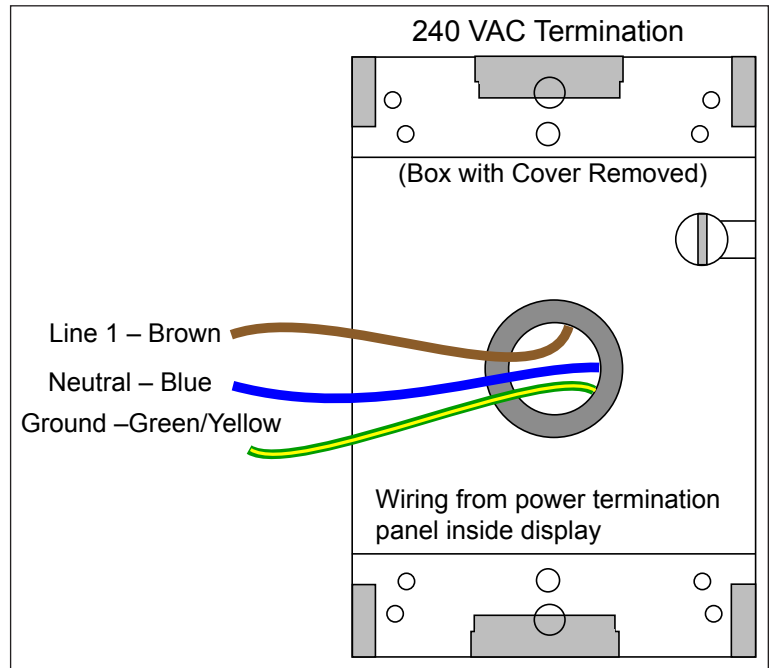 240 VAC Termination
(Box with Cover Removed)
Line 1 – Brown
Neutral – Blue
Ground –Green/Yellow
Wiring from power termination
panel inside display